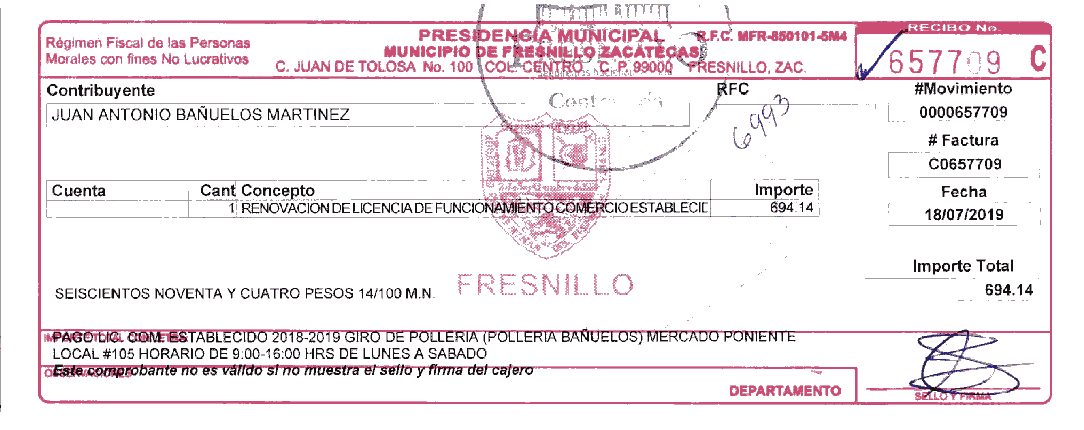 Régimen Fiscal de las Personas
Morales con fines No Lucrativos
PRESIDENCIA MUNICIPAL
MUNICIPIO DE FRESNILLO ZACATECAS
C. JUAN DE TOLOSA No. 100 COL. CENTRO, C. P. 99000 FRESNILLO, ZAC.
R.F.C. MFR-850101-5M4
RECIBO No.
657709 C
Contribuyente
RFC
JUAN ANTONIO BAÑUELOS MARTINEZ
6993
#Movimiento
0000657709
# Factura
C0657709
Fecha
18/07/2019
Cuenta Cant Concepto Importe
1 RENOVACION DE LICENCIA DE FUNCIONAMIENTO COMERCIO ESTABLECID 694.14
FRESNILLO
Importe Total
694.14
SEISCIENTOS NOVENTA Y CUATRO PESOS 14/100 M.N.
PAGO LIC. COM. ESTABLECIDO 2018-2019 GIRO DE POLLERIA (POLLERIA BAÑUELOS) MERCADO PONIENTE
LOCAL #105 HORARIO DE 9:00-16:00 HRS DE LUNES A SABADO
Este comprobante no es válido si no muestra el sello y firma del cajero
OBSERVACIONES
DEPARTAMENTO
SELLO Y FIRMA